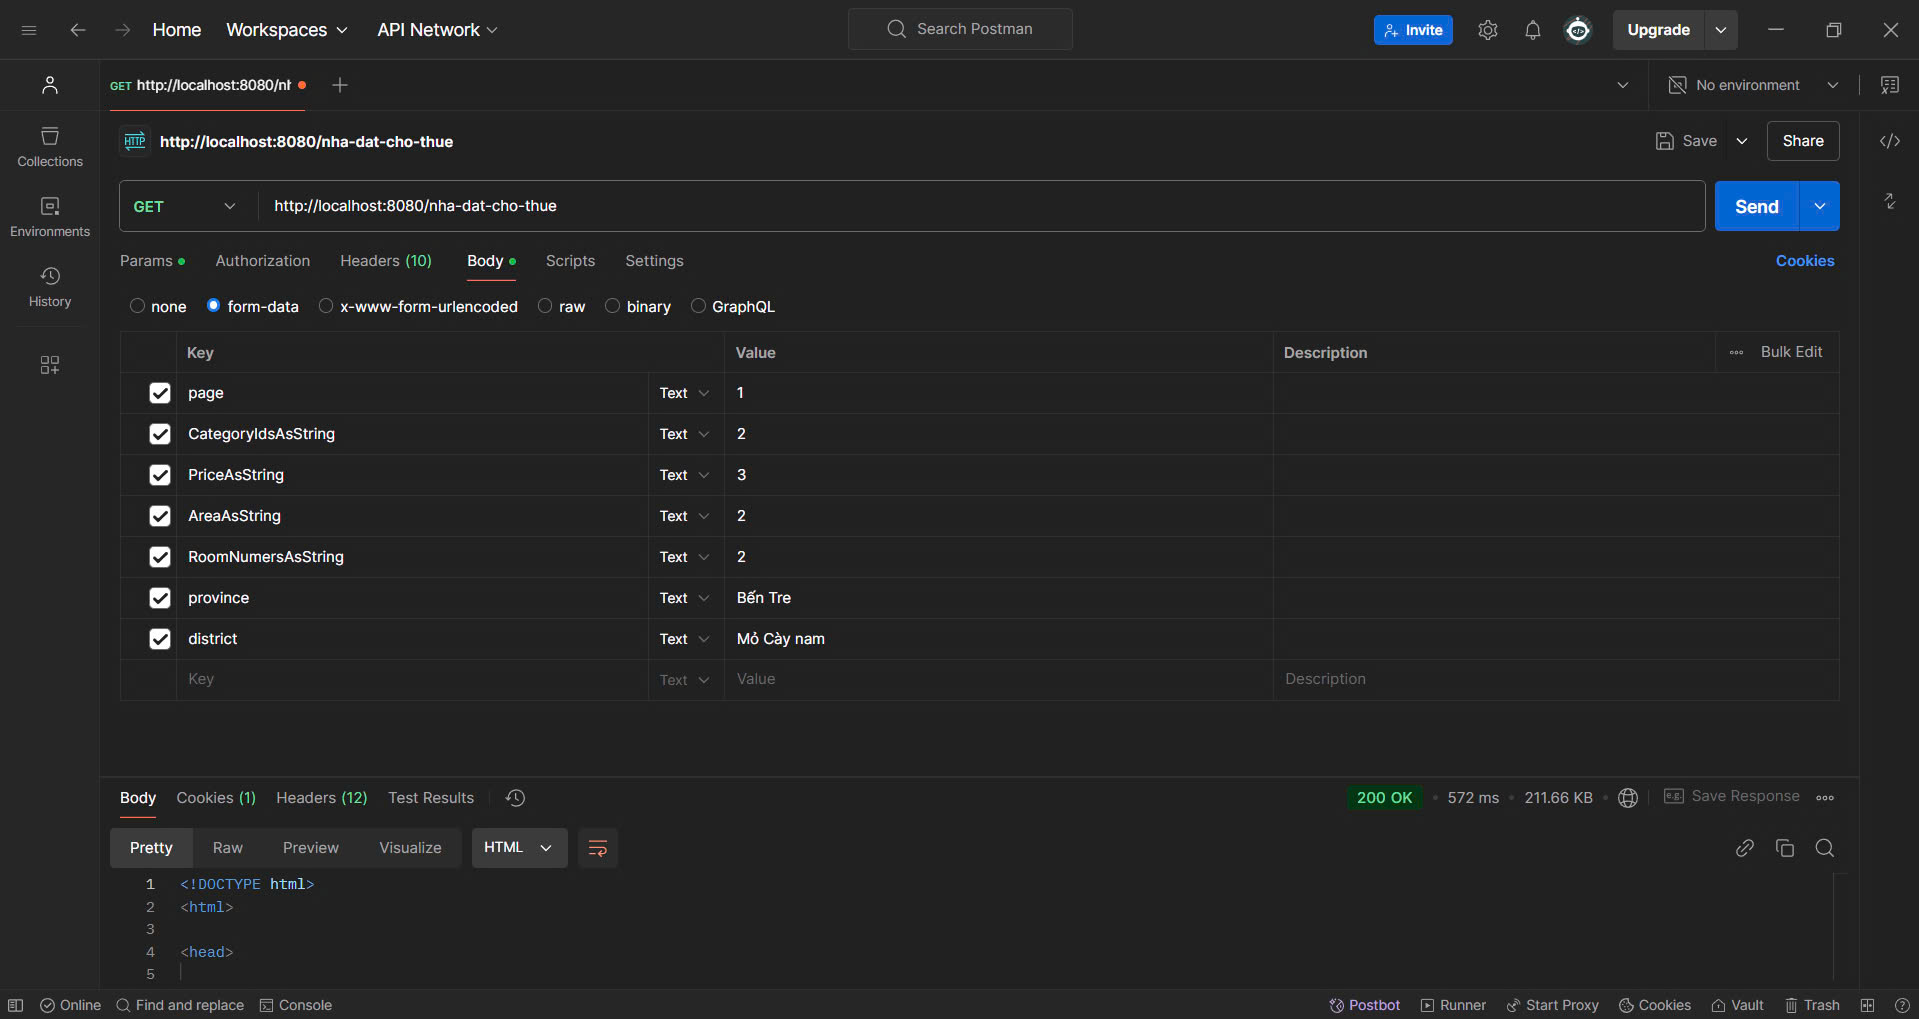 Home Workspaces API Network Search Postman Invite Upgrade
GET http://localhost:8080/nh No environment
HTTP http://localhost:8080/nha-dat-cho-thue Save Share
Collections
GET http://localhost:8080/nha-dat-cho-thue Send
Environments
Params Authorization Headers (10) Body Scripts Settings Cookies
History
none form-data x-www-form-urlencoded raw binary GraphQL
Key Value Description Bulk Edit
page Text 1
CategoryIdsAsString Text 2
PriceAsString Text 3
AreaAsString Text 2
RoomNumersAsString Text 2
province Text Bến Tre
district Text Mỏ Cày nam
Key Text Value Description
Body Cookies (1) Headers (12) Test Results 200 OK 572 ms 211.66 KB e.g. Save Response
Pretty Raw Preview Visualize HTML
1 <!DOCTYPE html>
2 <html>
3
4 <head>
5
Online Find and replace Console Postbot Runner Start Proxy Cookies Vault Trash